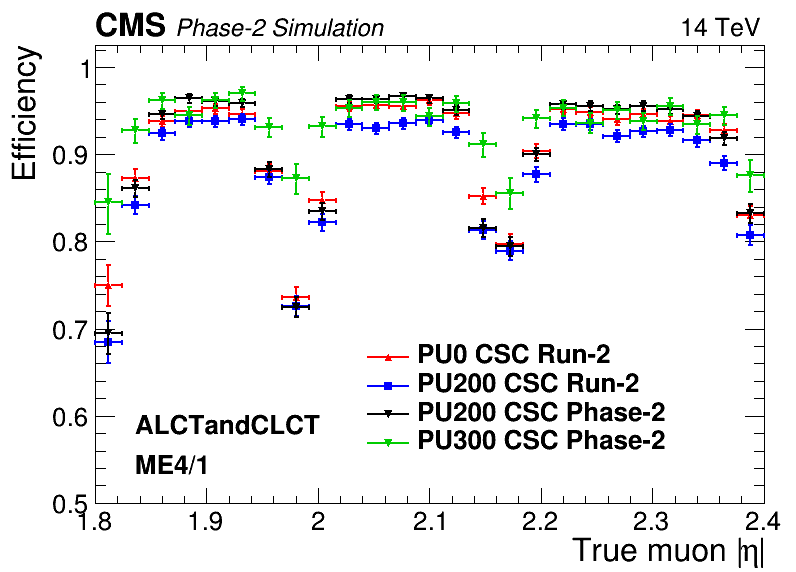 CMS Phase-2 Simulation 14 TeV
Efficiency
1
0.9
0.8
0.7
0.6
0.5
PU0 CSC Run-2
PU200 CSC Run-2
PU200 CSC Phase-2
PU300 CSC Phase-2
ALCTandCLCT
ME4/1
1.8 1.9 2 2.1 2.2 2.3 2.4
True muon |η|